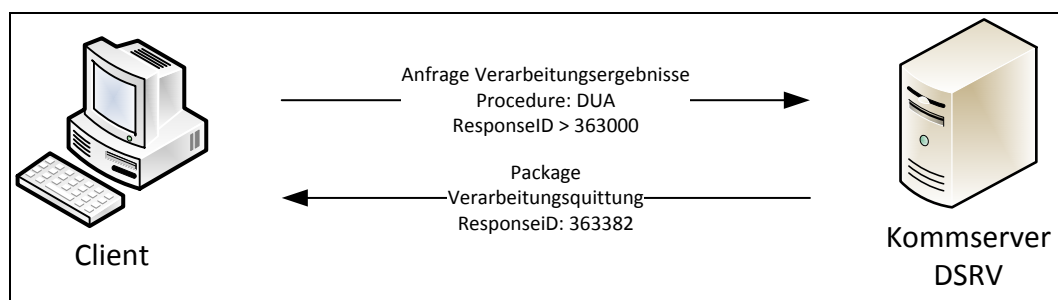 Anfrage Verarbeitungsergebnisse
Procedure: DUA
ResponseID > 363000
Package
Verarbeitungsquittung
ResponseiD: 363382
Client
Kommserver
DSRV